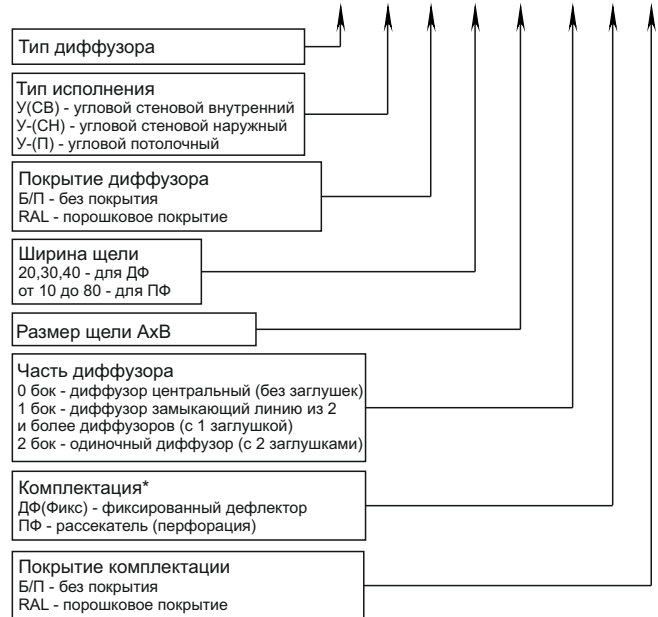 Тип диффузора
Тип исполнения
У(СВ) - угловой стеновой внутренний
У-(СН) - угловой стеновой наружный
У-(П) - угловой потолочный
Покрытие диффузора
Б/П - без покрытия
RAL - порошковое покрытие
Ширина щели
20,30,40 - для ДФ
от 10 до 80 - для ПФ
Размер щели АхВ
Часть диффузора
0 бок - диффузор центральный (без заглушек)
1 бок - диффузор замыкающий линию из 2
и более диффузоров (с 1 заглушкой)
2 бок - одиночный диффузор (с 2 заглушками)
Комплектация*
ДФ(Фикс) - фиксированный дефлектор
ПФ - рассекатель (перфорация)
Покрытие комплектации
Б/П - без покрытия
RAL - порошковое покрытие